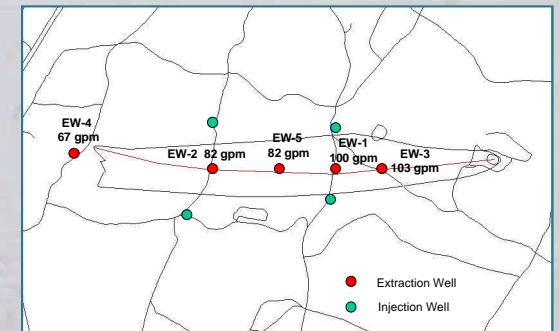 EW-4
67 gpm
EW-2 82 gpm
EW-5
82 gpm
EW-1
100 gpm
EW-3
103 gpm
Extraction Well
Injection Well